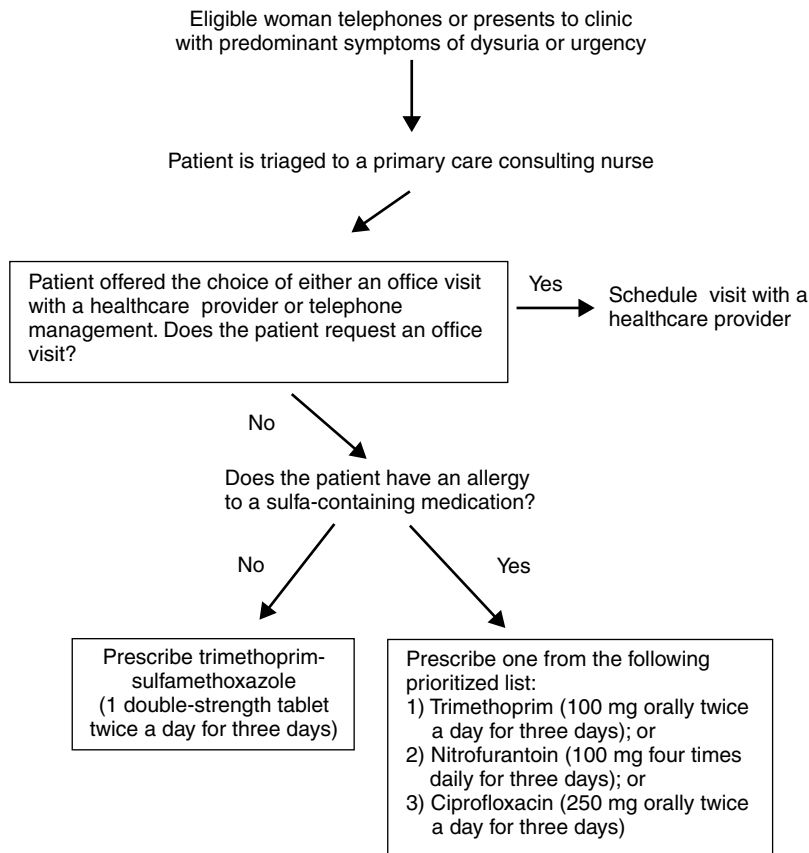 Eligible woman telephones or presents to clinic
with predominant symptoms of dysuria or urgency
Patient is triaged to a primary care consulting nurse
Patient offered the choice of either an office visit
with a healthcare provider or telephone
management. Does the patient request an office
visit?
Yes
Schedule visit with a
healthcare provider
No
Does the patient have an allergy
to a sulfa-containing medication?
No
Yes
Prescribe trimethoprim-
sulfamethoxazole
(1 double-strength tablet
twice a day for three days)
Prescribe one from the following
prioritized list:
1) Trimethoprim (100 mg orally twice
a day for three days); or
2) Nitrofurantoin (100 mg four times
daily for three days); or
3) Ciprofloxacin (250 mg orally twice
a day for three days)